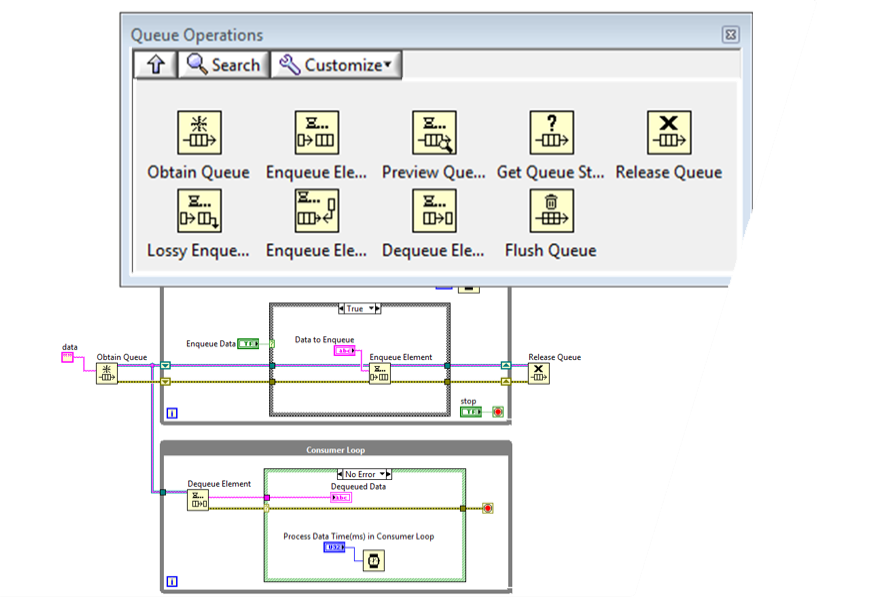 Queue Operations
Search Customize
Obtain Queue Enqueue Ele... Preview Que... Get Queue St... Release Queue
Lossy Enque... Enqueue Ele... Dequeue Ele... Flush Queue
True
data
Enqueue Data TF Data to Enqueue
abc
Obtain Queue Enqueue Element Release Queue
stop
i TF
Consumer Loop
No Error
Dequeue Element Dequeued Data
abc
?
Process Data Time(ms) in Consumer Loop
U32
i